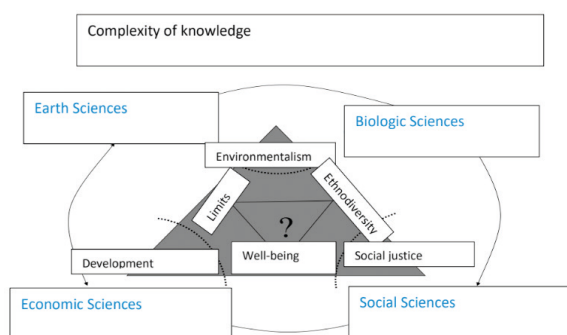 Complexity of knowledge
Earth Sciences
Biologic Sciences
Environmentalism
Limits
Ethnodiversity
?
Development
Well-being
Social justice
Economic Sciences
Social Sciences